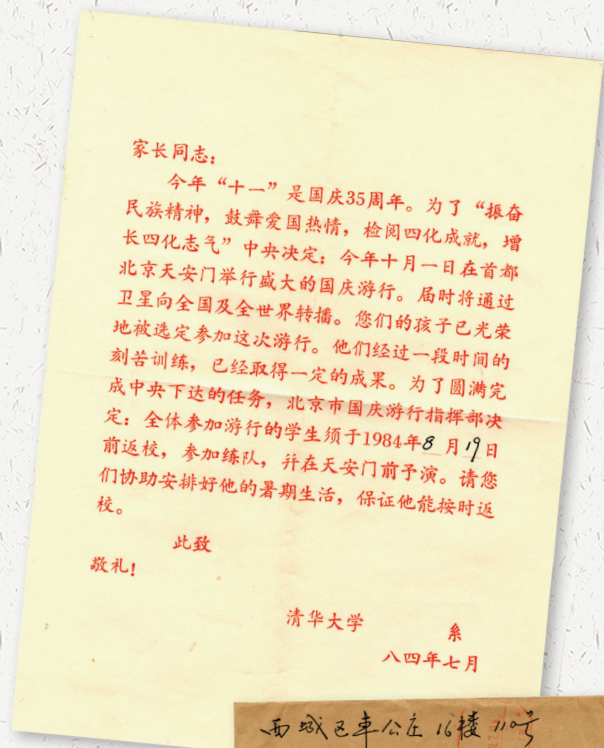 家长同志：
今年“十一”是国庆35周年。为了“振奋
民族精神，鼓舞爱国热情，检阅四化成就，增
长四化志气”中央决定：今年十月一日在首都
北京天安门举行盛大的国庆游行。届时将通过
卫星向全国及全世界转播。您们的孩子已光荣
地被选定参加这次游行。他们经过一段时间的
刻苦训练，已经取得一定的成果。为了圆满完
成中央下达的任务，北京市国庆游行指挥部决
定：全体参加游行的学生须于1984年8月19日
前返校，参加练队，并在天安门前予演。请您
们协助安排好他的暑期生活，保证他能按时返
校。
此致
敬礼！
清华大学 系
八四年七月
西城区车公庄16楼110号